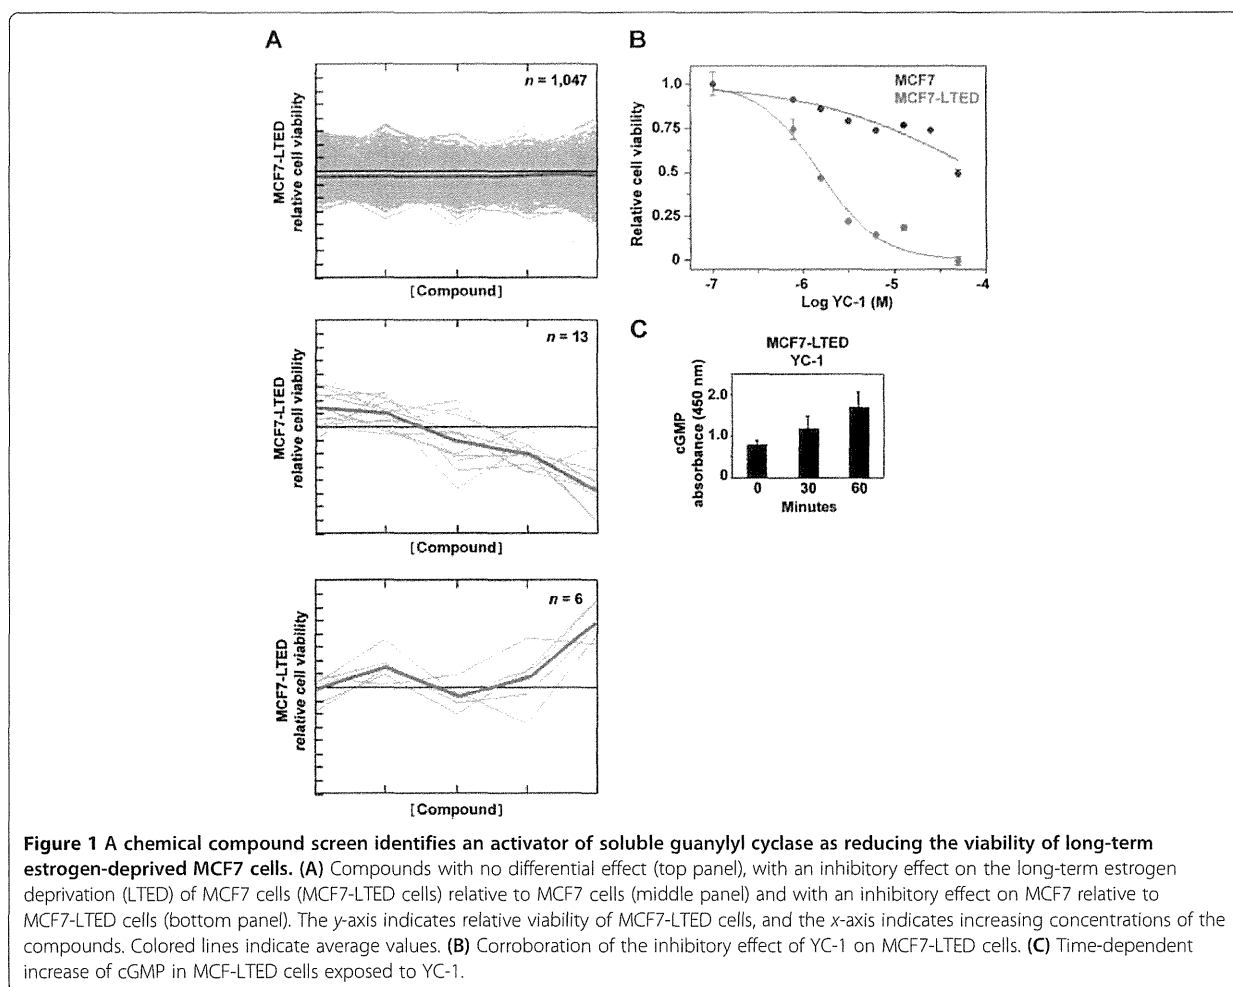 A
n = 1,047
MCF7-LTED
relative cell viability
[Compound]
n = 13
MCF7-LTED
relative cell viability
[Compound]
n = 6
MCF7-LTED
relative cell viability
[Compound]
B
MCF7
MCF7-LTED
1.0
0.75
0.5
0.25
0
Relative cell viability
-7 -6 -5 -4
Log YC-1 (M)
C
MCF7-LTED
YC-1
cGMP
absorbance (450 nm)
2.0
1.0
0
0 30 60
Minutes
Figure 1 A chemical compound screen identifies an activator of soluble guanylyl cyclase as reducing the viability of long-term
estrogen-deprived MCF7 cells. (A) Compounds with no differential effect (top panel), with an inhibitory effect on the long-term estrogen
deprivation (LTED) of MCF7 cells (MCF7-LTED cells) relative to MCF7 cells (middle panel) and with an inhibitory effect on MCF7 relative to
MCF7-LTED cells (bottom panel). The y-axis indicates relative viability of MCF7-LTED cells, and the x-axis indicates increasing concentrations of the
compounds. Colored lines indicate average values. (B) Corroboration of the inhibitory effect of YC-1 on MCF7-LTED cells. (C) Time-dependent
increase of cGMP in MCF-LTED cells exposed to YC-1.